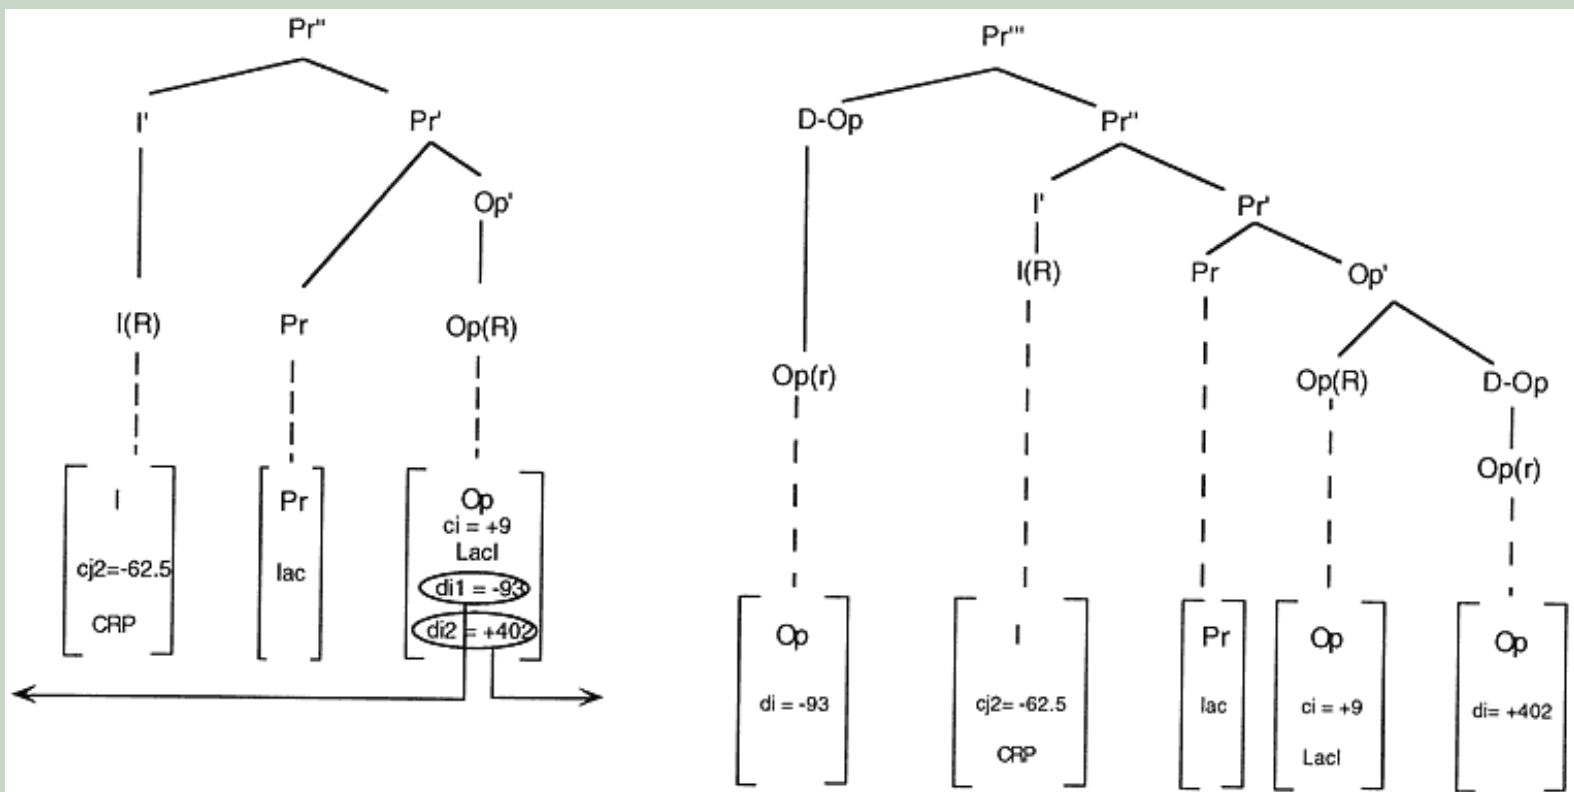 Pr''
I'
Pr'
Op'
I(R)
Pr
Op(R)
I
cj2=-62.5
CRP
Pr
lac
Op
ci = +9
LacI
di1 = -93
di2 = +402
Pr'''
D-Op
Pr''
I'
Pr'
I(R)
Pr
Op'
Op(r)
Op(R)
D-Op
Op(r)
Op
di = -93
I
cj2= -62.5
CRP
Pr
lac
Op
ci = +9
LacI
Op
di= +402